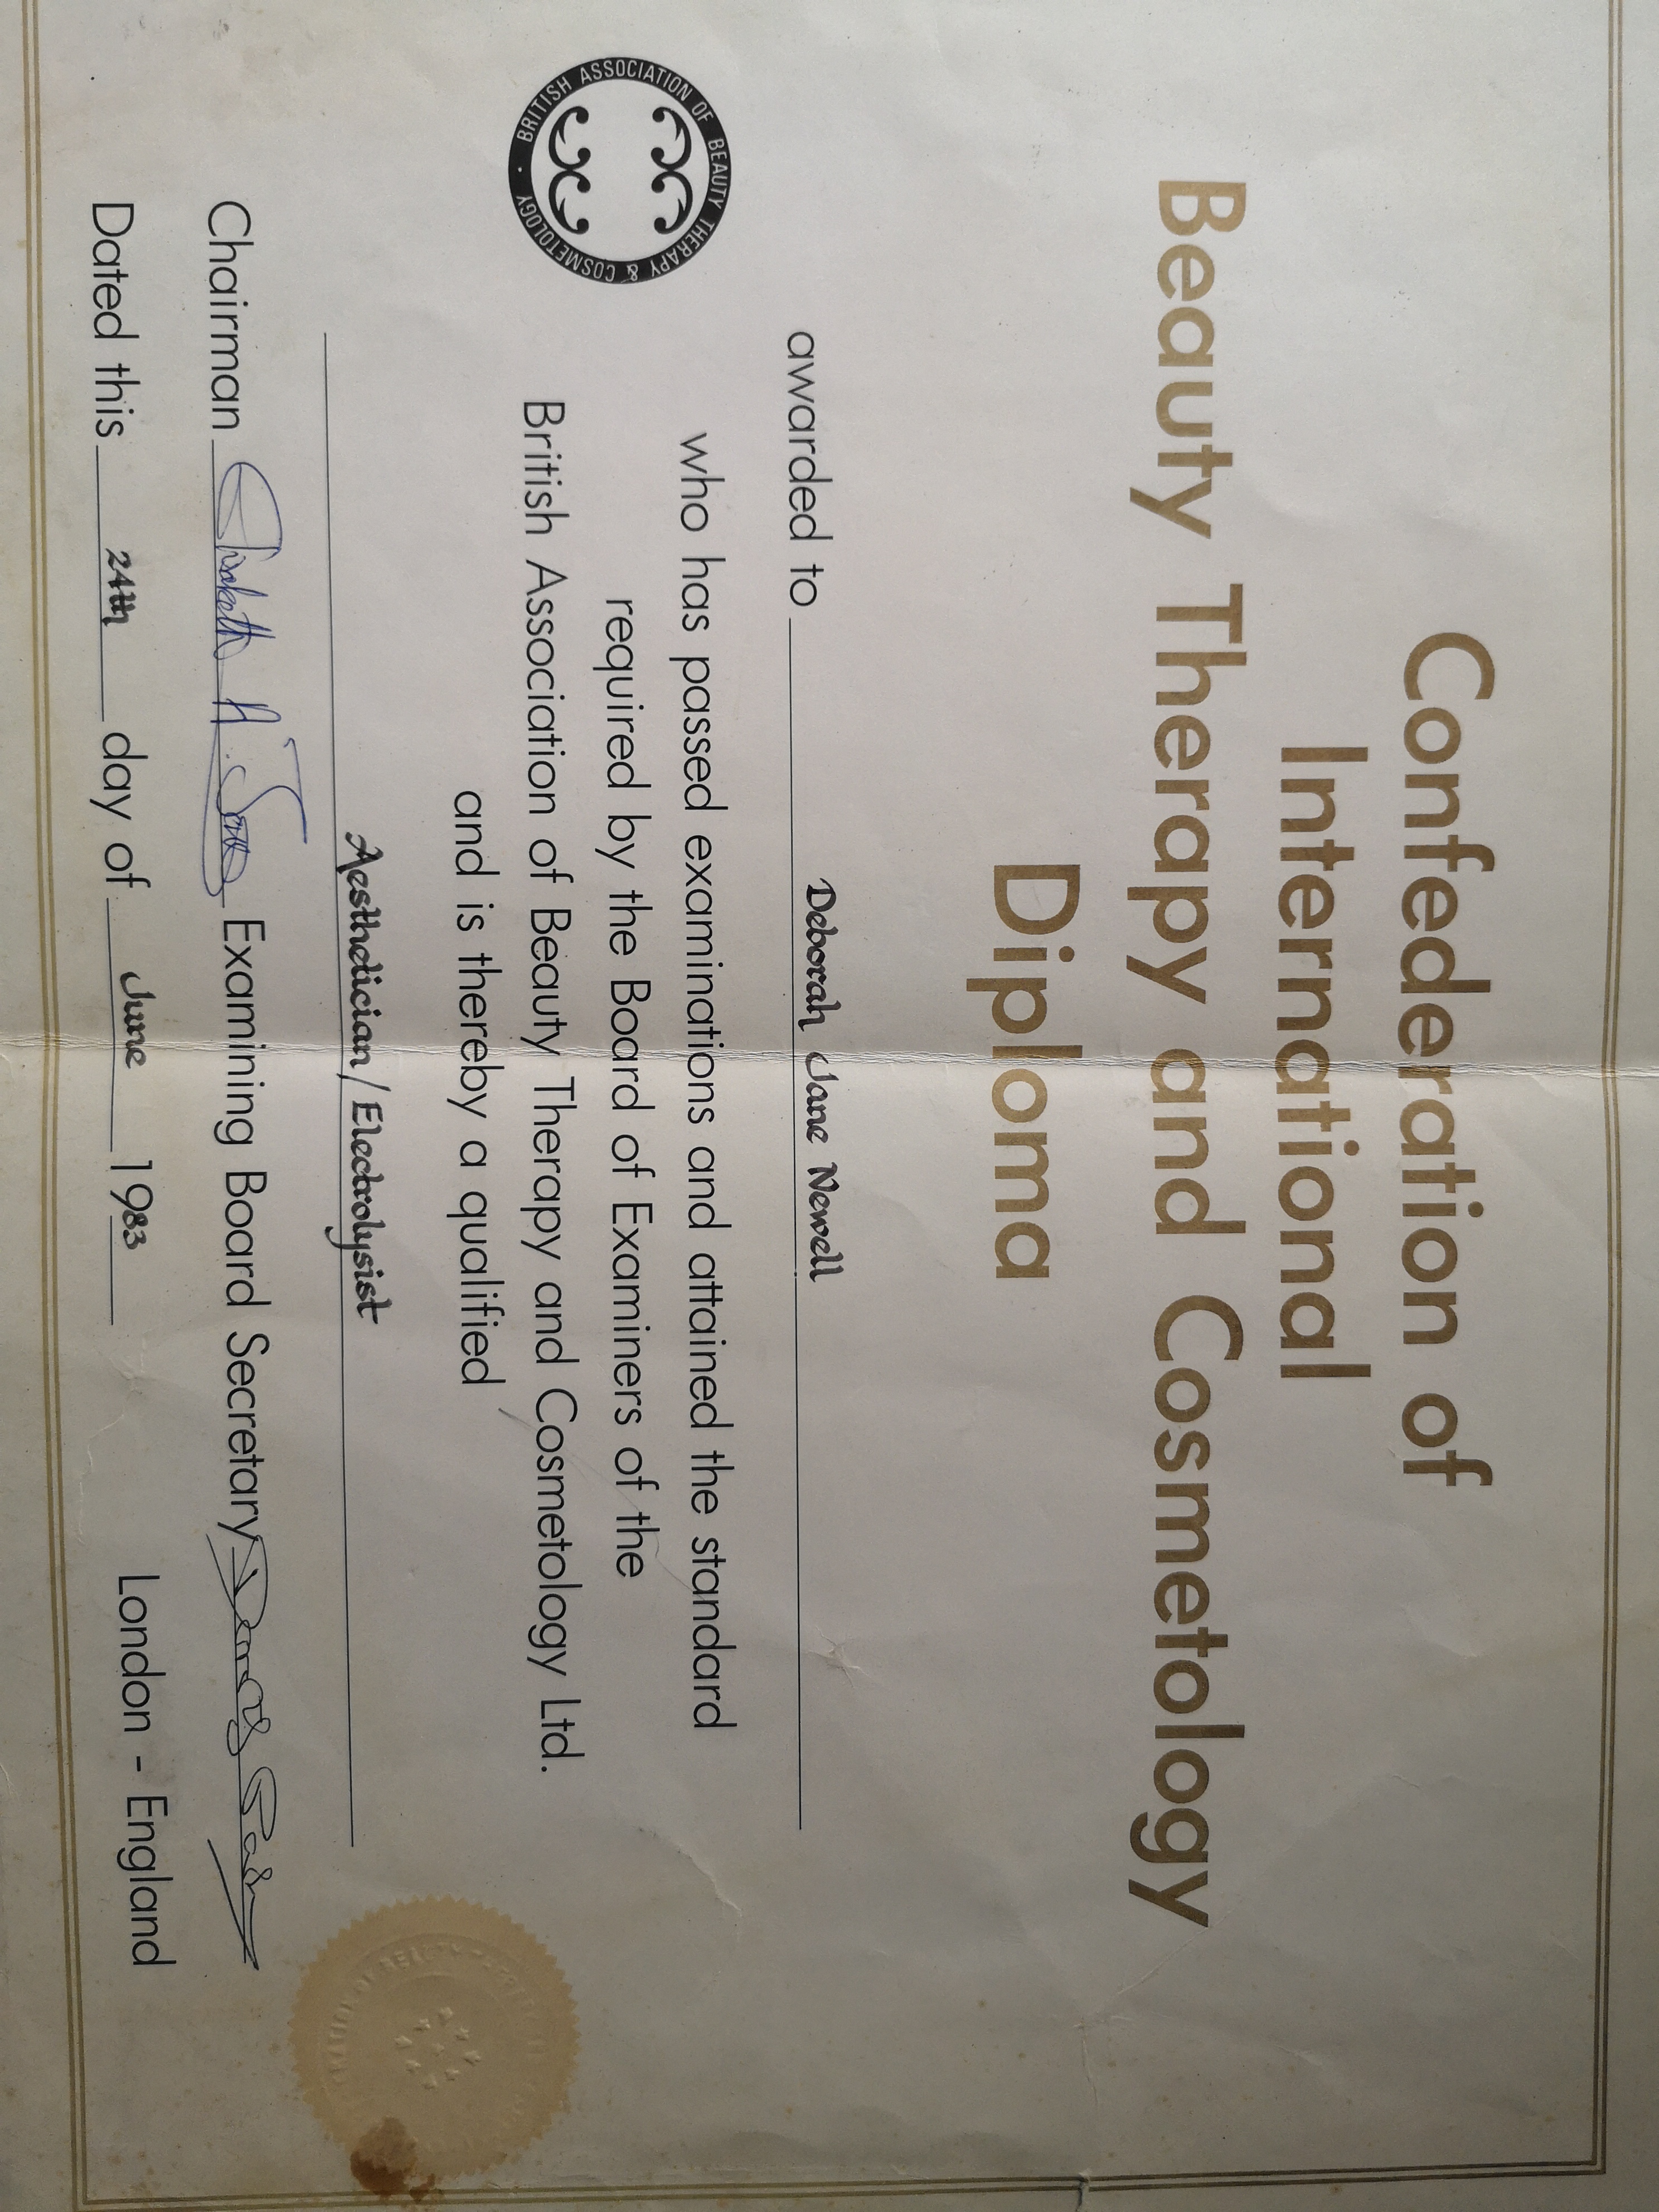 Confederation of
International
Beauty Therapy and Cosmetology
Diploma
awarded to Deborah Jane Newell
who has passed examinations and attained the standard
required by the Board of Examiners of the
British Association of Beauty Therapy and Cosmetology Ltd.
and is thereby a qualified
Aesthetician/Electrolysist
BRITISH ASSOCIATION OF BEAUTY THERAPY & COSMETOLOGY
Chairman Examining Board Secretary
Dated this 24th day of June 1983 London - England